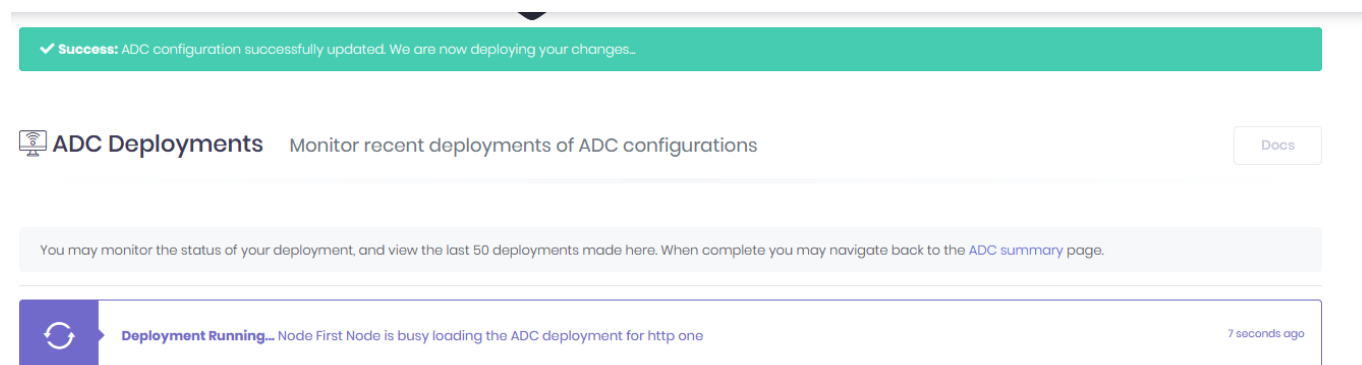 Success: ADC configuration successfully updated. We are now deploying your changes...
ADC Deployments Monitor recent deployments of ADC configurations
Docs
You may monitor the status of your deployment, and view the last 50 deployments made here. When complete you may navigate back to the ADC summary page.
Deployment Running... Node First Node is busy loading the ADC deployment for http one
7 seconds ago